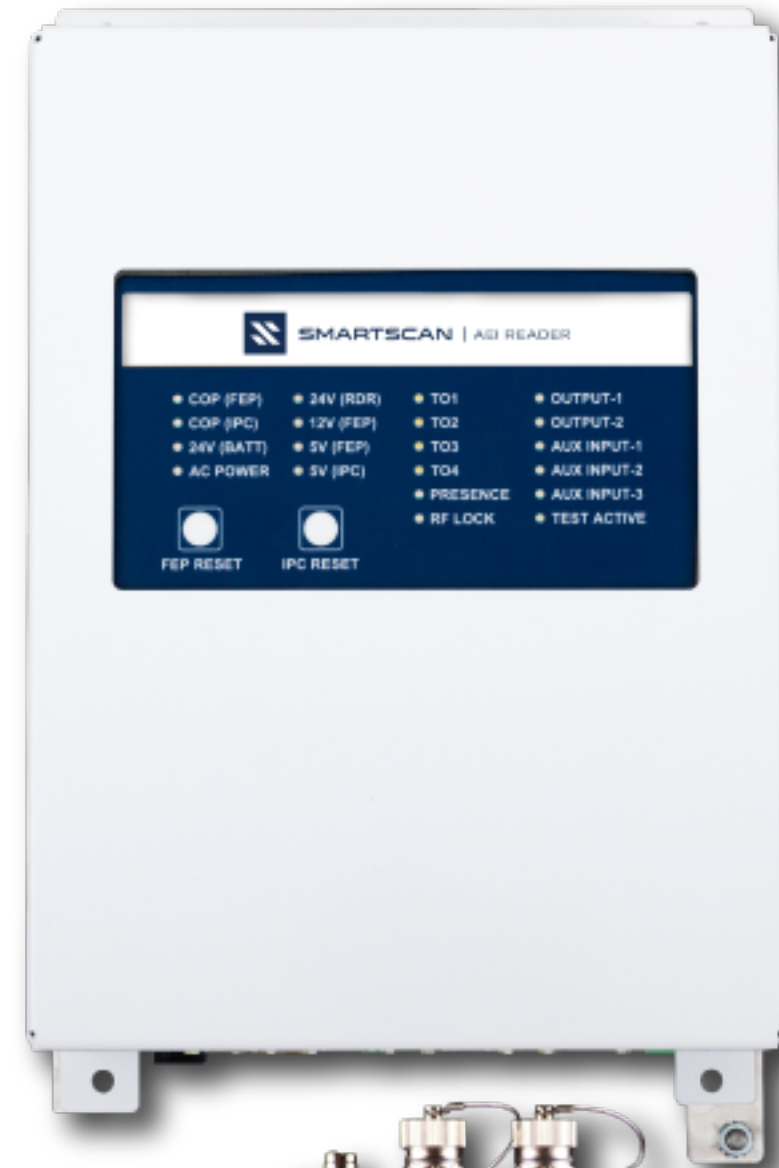 SMARTSCAN | AEI READER
COP (FEP) 24V (RDR) TO1 OUTPUT-1
COP (IPC) 12V (FEP) TO2 OUTPUT-2
24V (BATT) 5V (FEP) TO3 AUX INPUT-1
AC POWER 5V (IPC) TO4 AUX INPUT-2
PRESENCE AUX INPUT-3
RF LOCK TEST ACTIVE
FEP RESET IPC RESET